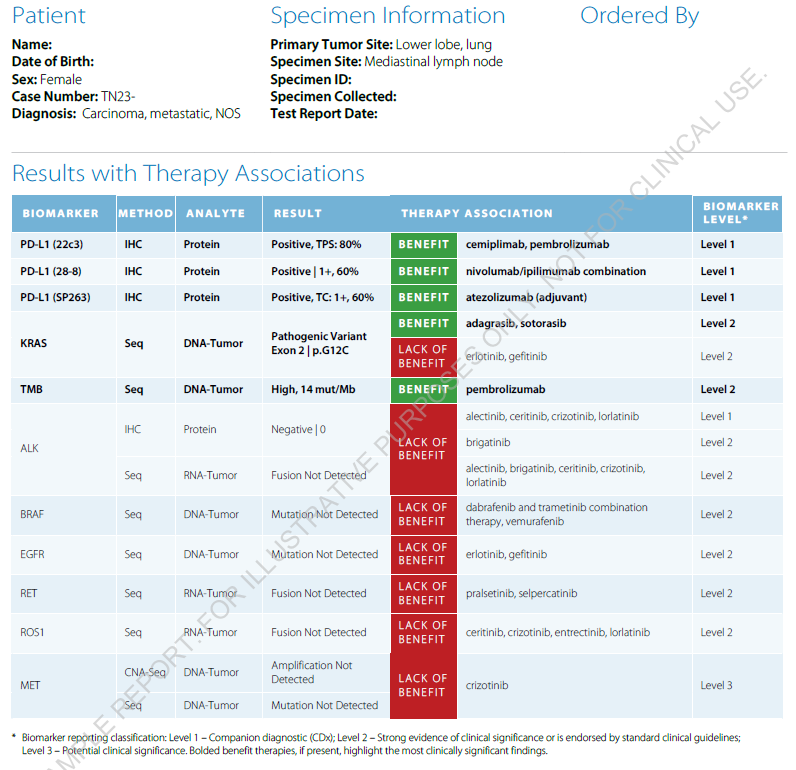 Patient
Specimen Information
Ordered By
Name:
Date of Birth:
Sex: Female
Case Number: TN23-
Diagnosis: Carcinoma, metastatic, NOS
Primary Tumor Site: Lower lobe, lung
Specimen Site: Mediastinal lymph node
Specimen ID:
Specimen Collected:
Test Report Date:
Results with Therapy Associations
BIOMARKER METHOD ANALYTE RESULT THERAPY ASSOCIATION BIOMARKER LEVEL*
PD-L1 (22c3) IHC Protein Positive, TPS: 80% BENEFIT cemiplimab, pembrolizumab Level 1
PD-L1 (28-8) IHC Protein Positive | 1+, 60% BENEFIT nivolumab/ipilimumab combination Level 1
PD-L1 (SP263) IHC Protein Positive, TC: 1+, 60% BENEFIT atezolizumab (adjuvant) Level 1
KRAS Seq DNA-Tumor Pathogenic Variant
Exon 2 | p.G12C
BENEFIT adagrasib, sotorasib Level 2
LACK OF
BENEFIT
erlotinib, gefitinib Level 2
TMB Seq DNA-Tumor High, 14 mut/Mb BENEFIT pembrolizumab Level 2
ALK
IHC Protein Negative | 0
LACK OF
BENEFIT
alectinib, ceritinib, crizotinib, lorlatinib Level 1
brigatinib Level 2
Seq RNA-Tumor Fusion Not Detected
alectinib, brigatinib, ceritinib, crizotinib,
lorlatinib
Level 2
BRAF Seq DNA-Tumor Mutation Not Detected
LACK OF
BENEFIT
dabrafenib and trametinib combination
therapy, vemurafenib
Level 2
EGFR Seq DNA-Tumor Mutation Not Detected
LACK OF
BENEFIT
erlotinib, gefitinib Level 2
RET Seq RNA-Tumor Fusion Not Detected
LACK OF
BENEFIT
pralsetinib, selpercatinib Level 2
ROS1 Seq RNA-Tumor Fusion Not Detected
LACK OF
BENEFIT
ceritinib, crizotinib, entrectinib, lorlatinib Level 2
MET
CNA-Seq DNA-Tumor Amplification Not
Detected
Seq DNA-Tumor Mutation Not Detected
LACK OF
BENEFIT
crizotinib Level 3
* Biomarker reporting classification: Level 1 – Companion diagnostic (CDx); Level 2 – Strong evidence of clinical significance or is endorsed by standard clinical guidelines;
Level 3 – Potential clinical significance. Bolded benefit therapies, if present, highlight the most clinically significant findings.
AMPLE REPORT. FOR ILLUSTRATIVE PURPOSES ONLY. NOT FOR CLINICAL USE.